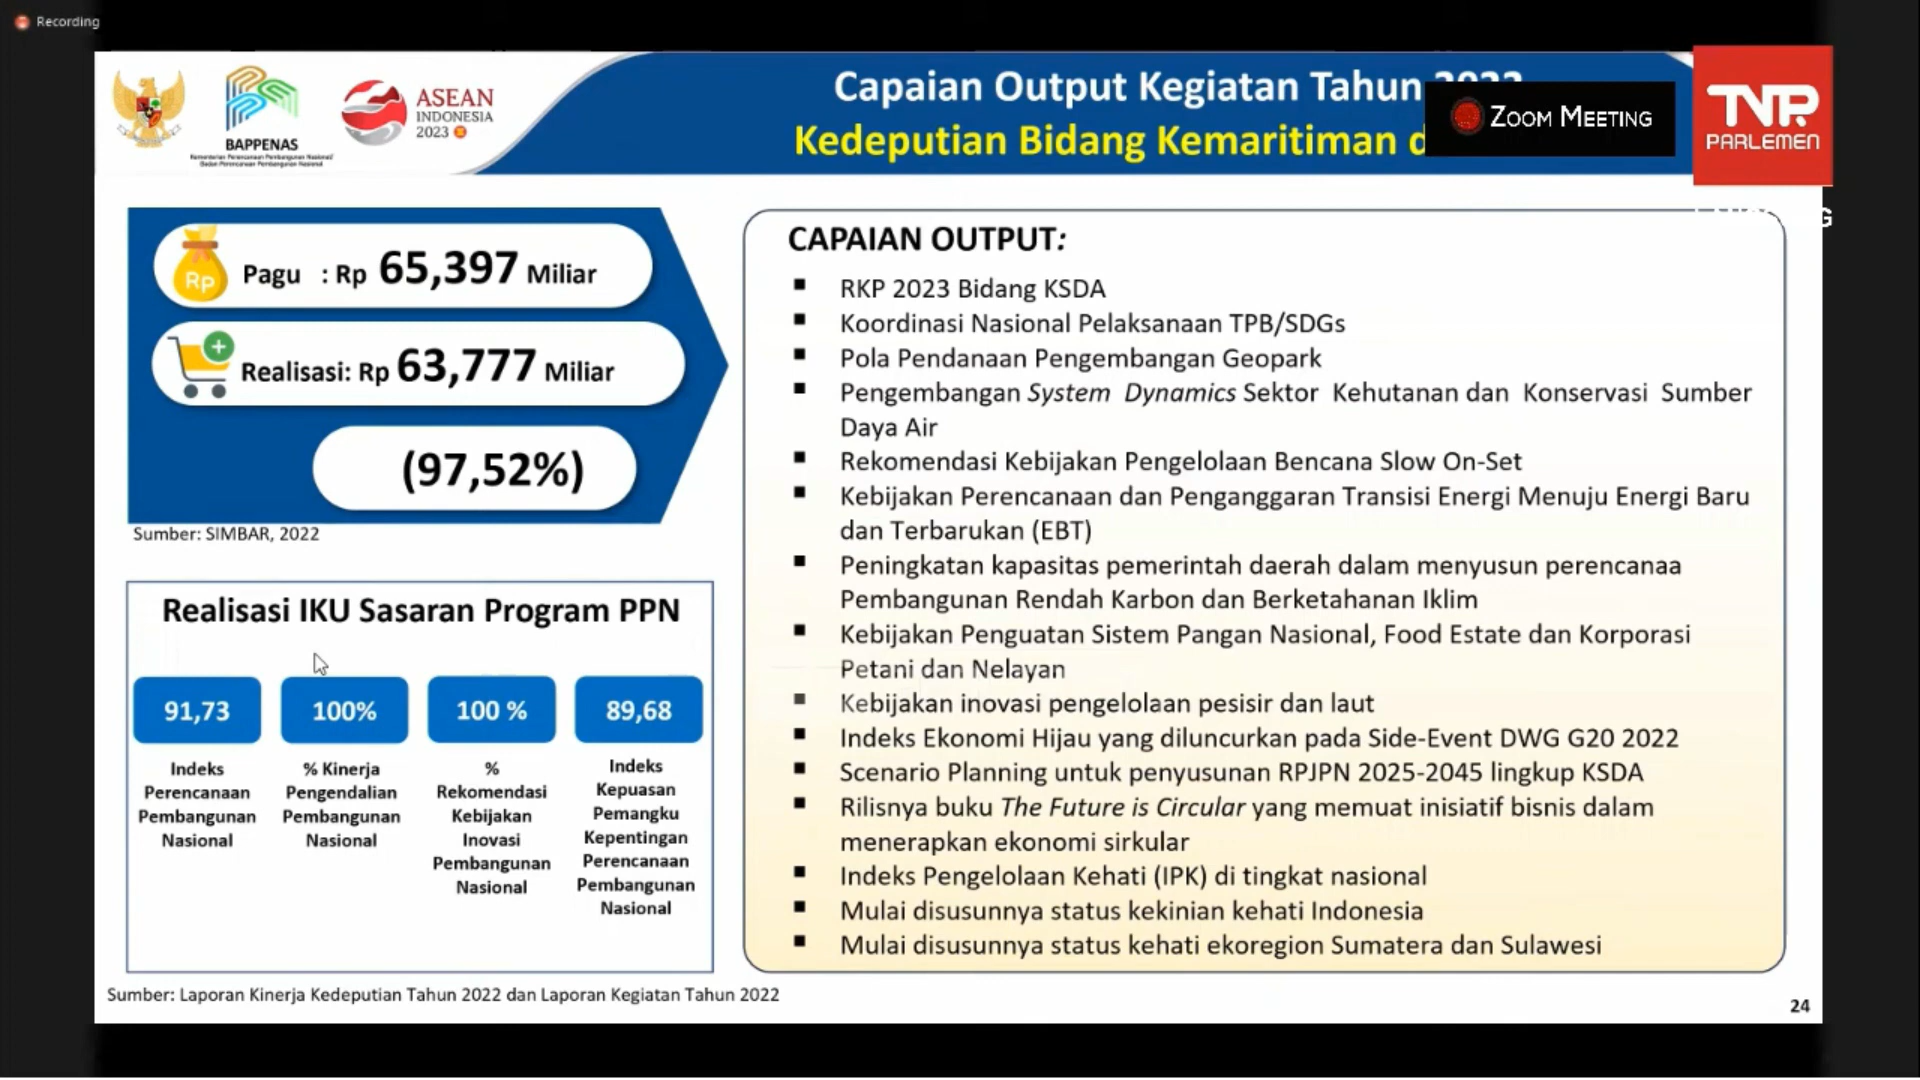 Recording
BAPPENAS
Kementerian Perencanaan Pembangunan Nasional/
Badan Perencanaan Pembangunan Nasional
ASEAN
INDONESIA
2023
Capaian Output Kegiatan Tahun
Kedeputian Bidang Kemaritiman
ZOOM MEETING
TVR
PARLEMEN
Rp
Pagu : Rp 65,397 Miliar
Realisasi: Rp 63,777 Miliar
(97,52%)
Sumber: SIMBAR, 2022
Realisasi IKU Sasaran Program PPN
91,73
Indeks
Perencanaan
Pembangunan
Nasional
100%
% Kinerja
Pengendalian
Pembangunan
Nasional
100 %
%
Rekomendasi
Kebijakan
Inovasi
Pembangunan
Nasional
89,68
Indeks
Kepuasan
Pemangku
Kepentingan
Perencanaan
Pembangunan
Nasional
Sumber: Laporan Kinerja Kedeputian Tahun 2022 dan Laporan Kegiatan Tahun 2022
CAPAIAN OUTPUT:
▪ RKP 2023 Bidang KSDA
▪ Koordinasi Nasional Pelaksanaan TPB/SDGs
▪ Pola Pendanaan Pengembangan Geopark
▪ Pengembangan System Dynamics Sektor Kehutanan dan Konservasi Sumber
Daya Air
▪ Rekomendasi Kebijakan Pengelolaan Bencana Slow On-Set
▪ Kebijakan Perencanaan dan Penganggaran Transisi Energi Menuju Energi Baru
dan Terbarukan (EBT)
▪ Peningkatan kapasitas pemerintah daerah dalam menyusun perencanaa
Pembangunan Rendah Karbon dan Berketahanan Iklim
▪ Kebijakan Penguatan Sistem Pangan Nasional, Food Estate dan Korporasi
Petani dan Nelayan
▪ Kebijakan inovasi pengelolaan pesisir dan laut
▪ Indeks Ekonomi Hijau yang diluncurkan pada Side-Event DWG G20 2022
▪ Scenario Planning untuk penyusunan RPJPN 2025-2045 lingkup KSDA
▪ Rilisnya buku The Future is Circular yang memuat inisiatif bisnis dalam
menerapkan ekonomi sirkular
▪ Indeks Pengelolaan Kehati (IPK) di tingkat nasional
▪ Mulai disusunnya status kekinian kehati Indonesia
▪ Mulai disusunnya status kehati ekoregion Sumatera dan Sulawesi
24